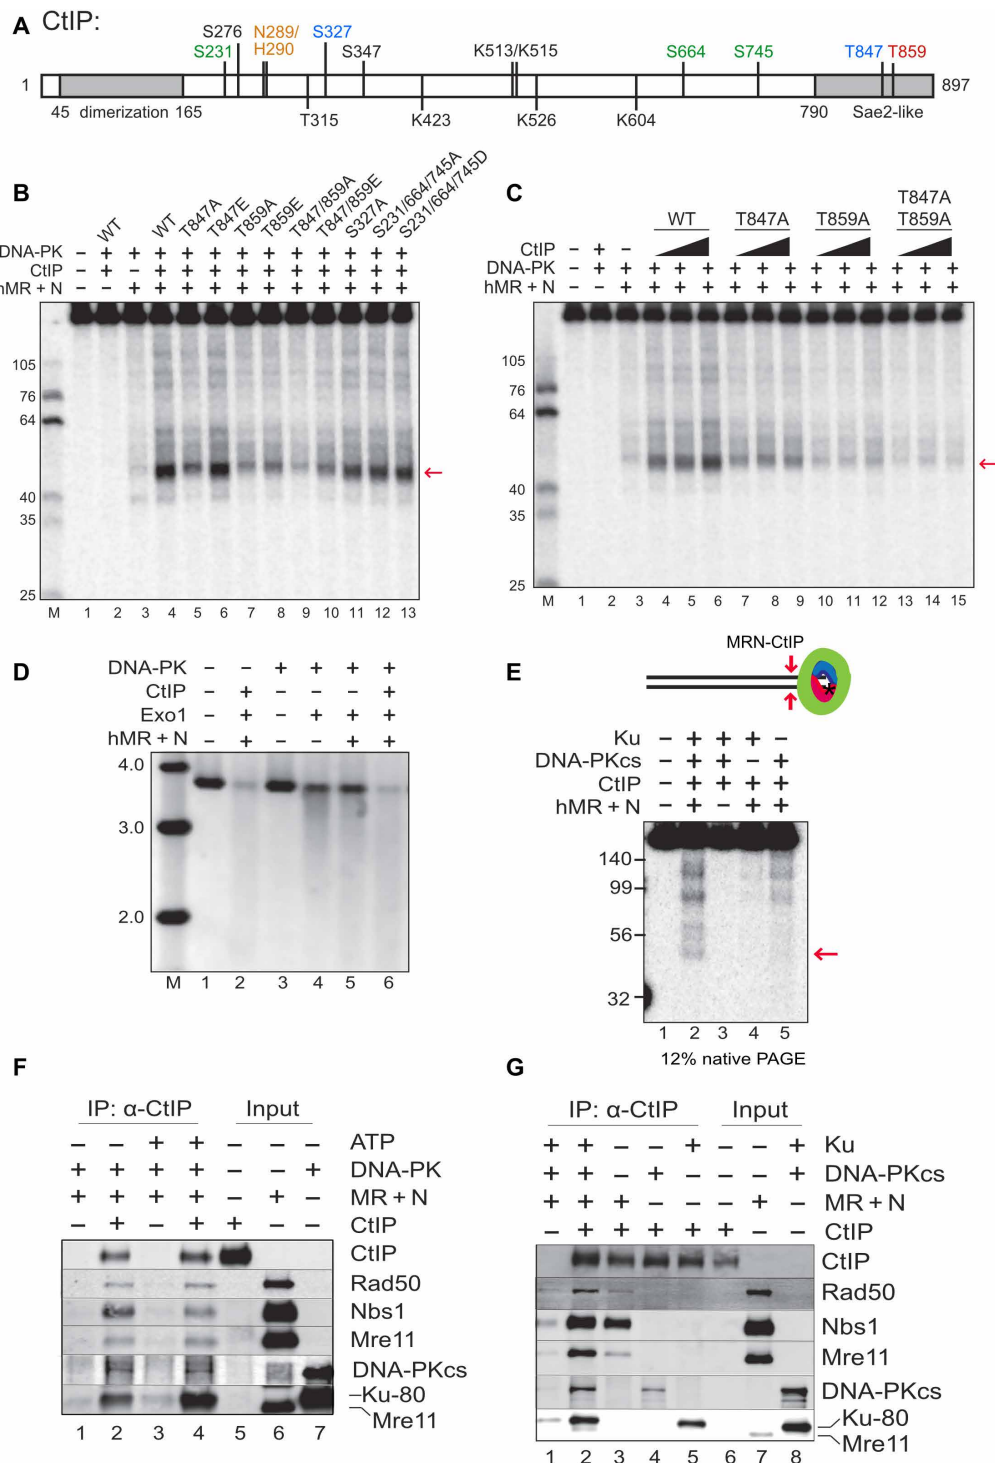 A CtIP:
S276 N289/ S327
S231 H290 S347 K513/K515 S664 S745 T847 T859
1 897
45 dimerization 165 790 Sae2-like
T315 K423 K526 K604
B
WT WT T847A T847E T859A T859E T847/859A T847/859E S327A S231/664/745A S231/664/745D
DNA-PK – + + + + + + + + + + + +
CtIP – + – + + + + + + + + + +
hMR + N – – + + + + + + + + + + +
105
76
64
←
40
35
25
M 1 2 3 4 5 6 7 8 9 10 11 12 13
C
T847A
WT T847A T859A T859A
CtIP – + –
DNA-PK – + + + + + + + + + + + + + +
hMR + N – – + + + + + + + + + + + + +
105
76
64
←
40
35
25
M 1 2 3 4 5 6 7 8 9 10 11 12 13 14 15
D
DNA-PK – – + + + +
CtIP – + – – – +
Exo1 – + – + + +
hMR + N – + – – + +
4.0
3.0
2.0
M 1 2 3 4 5 6
E
MRN-CtIP
*
Ku – + + + –
DNA-PKcs – + + – +
CtIP – + + + +
hMR + N – + – + +
140
99
56
←
32
1 2 3 4 5
12% native PAGE
F
IP: α-CtIP Input
– – + + – – – ATP
+ + + + – – + DNA-PK
+ + + + – + – MR + N
– + – + + – – CtIP
CtIP
Rad50
Nbs1
Mre11
DNA-PKcs
Ku-80
Mre11
1 2 3 4 5 6 7
G
IP: α-CtIP Input
+ + – – + – – + Ku
+ + – + – – – + DNA-PKcs
+ + + – – – + – MR + N
– + + + + + – – CtIP
CtIP
Rad50
Nbs1
Mre11
DNA-PKcs
Ku-80
Mre11
1 2 3 4 5 6 7 8